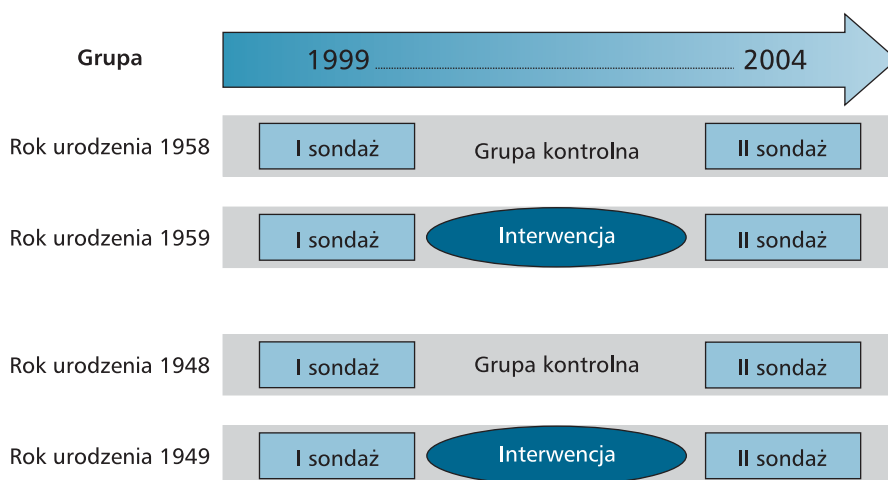 Grupa 1999 2004
Rok urodzenia 1958 I sondaż Grupa kontrolna II sondaż
Rok urodzenia 1959 I sondaż Interwencja II sondaż
Rok urodzenia 1948 I sondaż Grupa kontrolna II sondaż
Rok urodzenia 1949 I sondaż Interwencja II sondaż